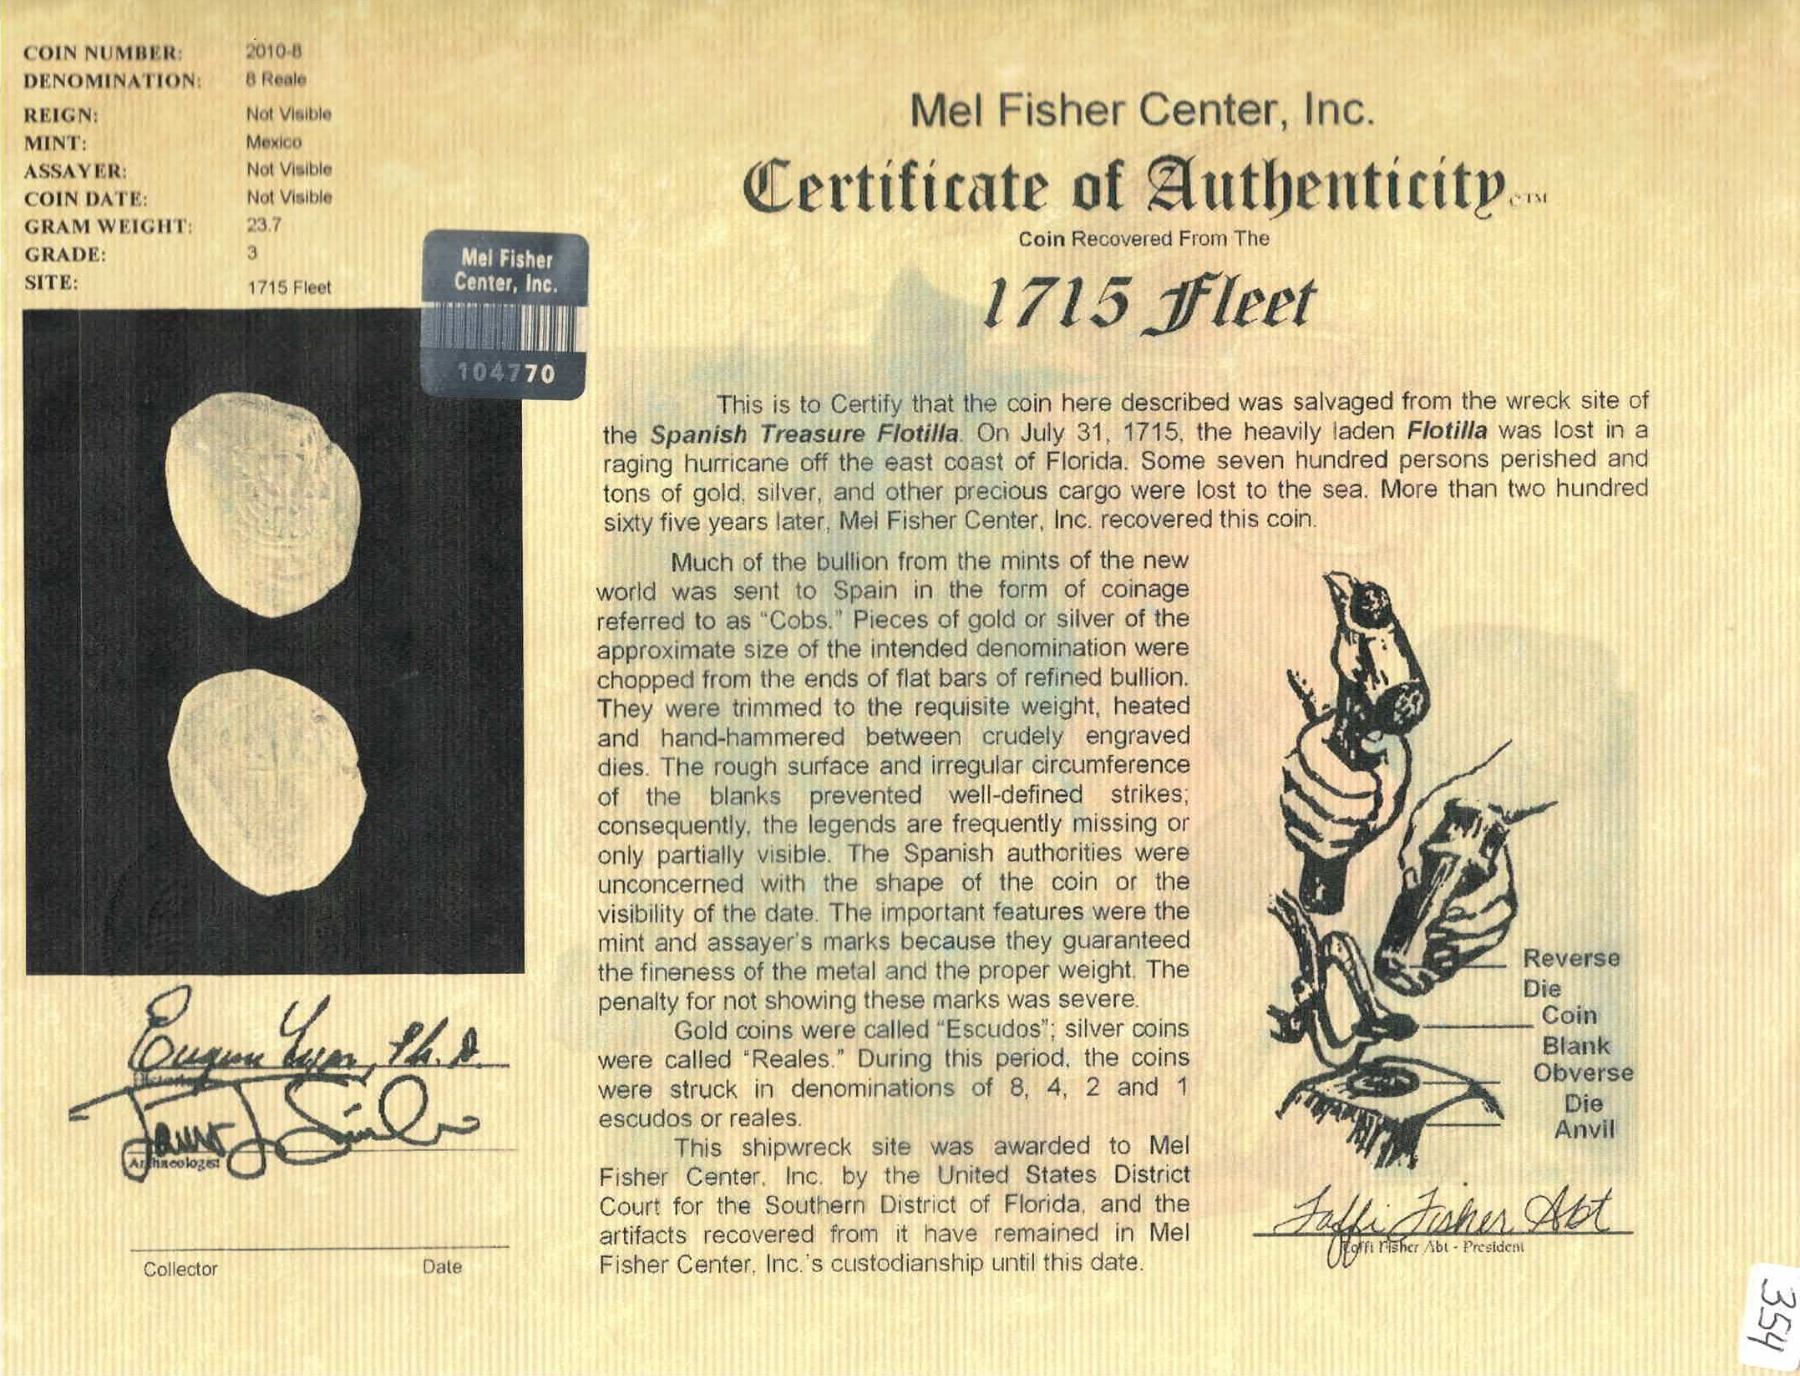 COIN NUMBER: 2010-8
DENOMINATION: 8 Reale
REIGN: Not Visible
MINT: Mexico
ASSAYER: Not Visible
COIN DATE: Not Visible
GRAM WEIGHT: 23.7
GRADE: 3
SITE: 1715 Fleet
Mel Fisher
Center, Inc.
104770
Mel Fisher Center, Inc.
Certificate of Authenticity ©™
Coin Recovered From The
1715 Fleet
This is to Certify that the coin here described was salvaged from the wreck site of
the Spanish Treasure Flotilla. On July 31, 1715, the heavily laden Flotilla was lost in a
raging hurricane off the east coast of Florida. Some seven hundred persons perished and
tons of gold, silver, and other precious cargo were lost to the sea. More than two hundred
sixty five years later, Mel Fisher Center, Inc. recovered this coin.
Much of the bullion from the mints of the new
world was sent to Spain in the form of coinage
referred to as “Cobs.” Pieces of gold or silver of the
approximate size of the intended denomination were
chopped from the ends of flat bars of refined bullion.
They were trimmed to the requisite weight, heated
and hand-hammered between crudely engraved
dies. The rough surface and irregular circumference
of the blanks prevented well-defined strikes;
consequently, the legends are frequently missing or
only partially visible. The Spanish authorities were
unconcerned with the shape of the coin or the
visibility of the date. The important features were the
mint and assayer's marks because they guaranteed
the fineness of the metal and the proper weight. The
penalty for not showing these marks was severe.
Gold coins were called “Escudos”; silver coins
were called “Reales.” During this period, the coins
were struck in denominations of 8, 4, 2 and 1
escudos or reales.
This shipwreck site was awarded to Mel
Fisher Center, Inc. by the United States District
Court for the Southern District of Florida, and the
artifacts recovered from it have remained in Mel
Fisher Center, Inc.'s custodianship until this date.
Reverse
Die
Coin
Blank
Obverse
Die
Anvil
Eugene Lyon, Ph.D.
Archaeologist
Collector Date
Taffi Fisher Abt
Taffi Fisher Abt - President
354